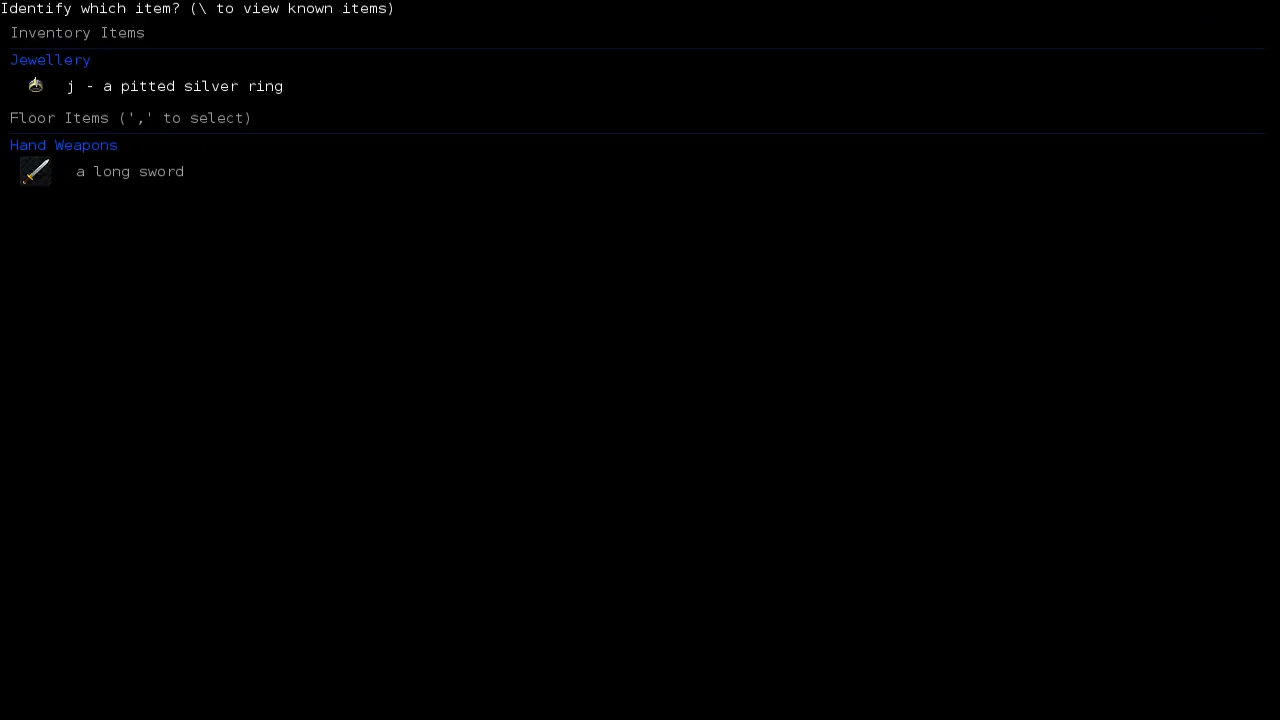 Identify which item? (\ to view known items)
Inventory Items
Jewellery
j - a pitted silver ring
Floor Items (',' to select)
Hand Weapons
a long sword